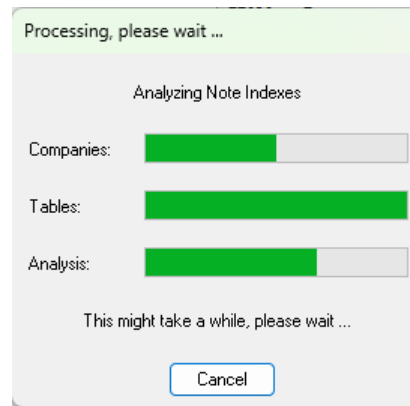 Processing, please wait ...
Analyzing Note Indexes
Companies:
Tables:
Analysis:
This might take a while, please wait ...
Cancel